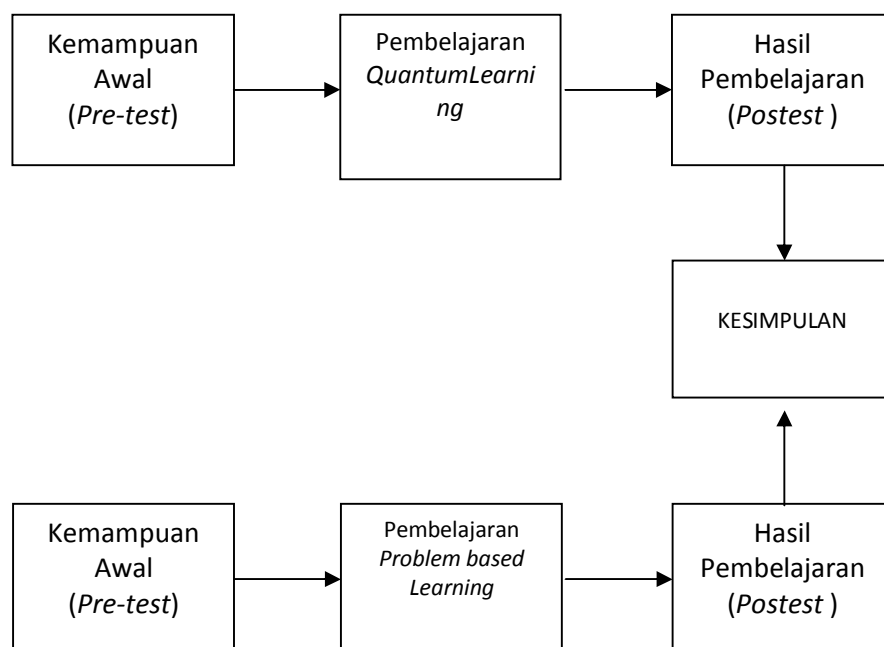 Kemampuan
Awal
(Pre-test)
Pembelajaran
QuantumLearni
ng
Hasil
Pembelajaran
(Postest )
KESIMPULAN
Kemampuan
Awal
(Pre-test)
Pembelajaran
Problem based
Learning
Hasil
Pembelajaran
(Postest )